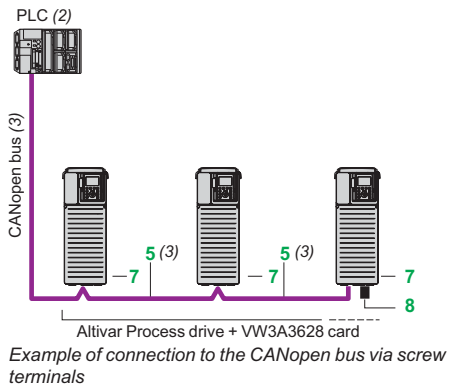 PLC (2)
CANopen bus (3)
5 (3)
5 (3)
7
7
7
8
Altivar Process drive + VW3A3628 card
Example of connection to the CANopen bus via screw
terminals